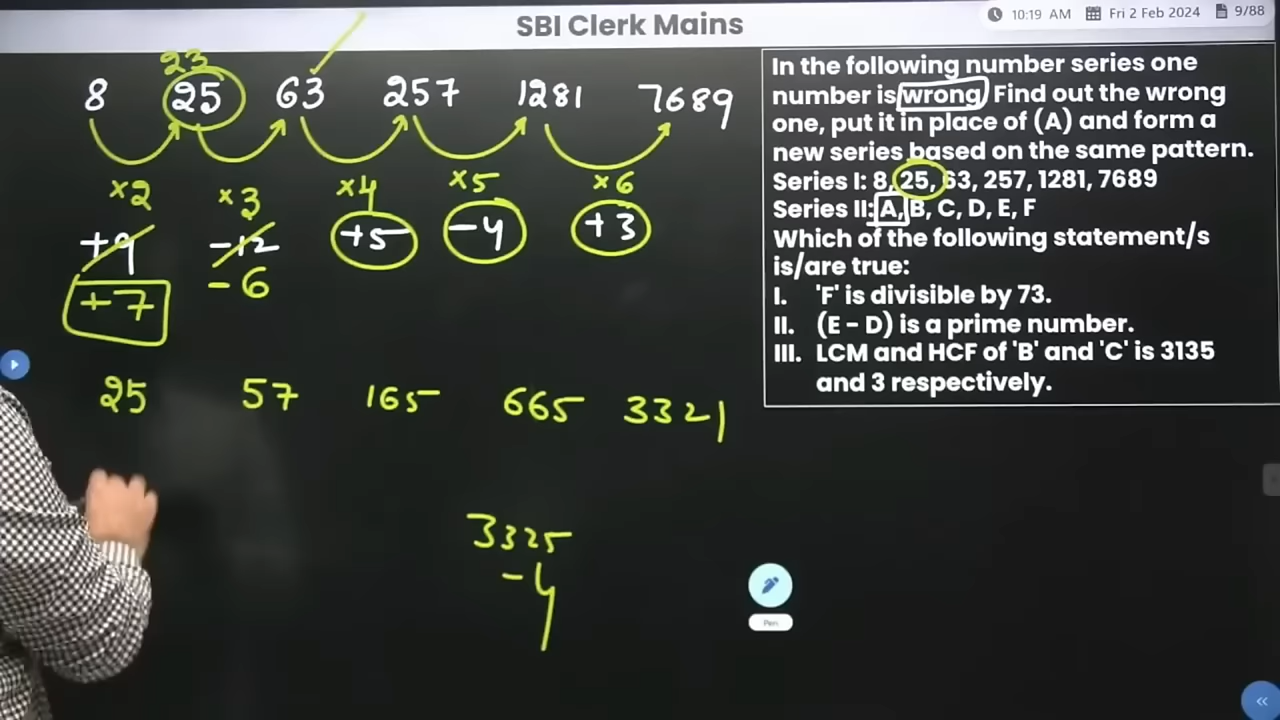 SBI Clerk Mains
10:19 AM Fri 2 Feb 2024 9/88
23
8 25 63 257 1281 7689
×2 ×3 ×4 ×5 ×6
+9 -12 +5 -4 +3
+7 -6
25 57 165 665 3321
3325
-4
In the following number series one
number is wrong. Find out the wrong
one, put it in place of (A) and form a
new series based on the same pattern.
Series I: 8, 25, 63, 257, 1281, 7689
Series II: A, B, C, D, E, F
Which of the following statement/s
is/are true:
I. 'F' is divisible by 73.
II. (E - D) is a prime number.
III. LCM and HCF of 'B' and 'C' is 3135
and 3 respectively.
Pen